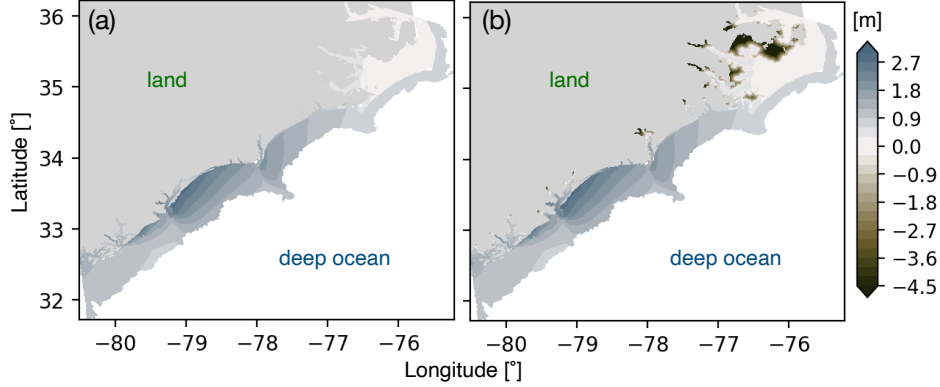 (a)
(b)
[m]
land
land
deep ocean
deep ocean
36
35
34
33
32
Latitude [°]
−80 −79 −78 −77 −76
−80 −79 −78 −77 −76
Longitude [°]
2.7
1.8
0.9
0.0
−0.9
−1.8
−2.7
−3.6
−4.5